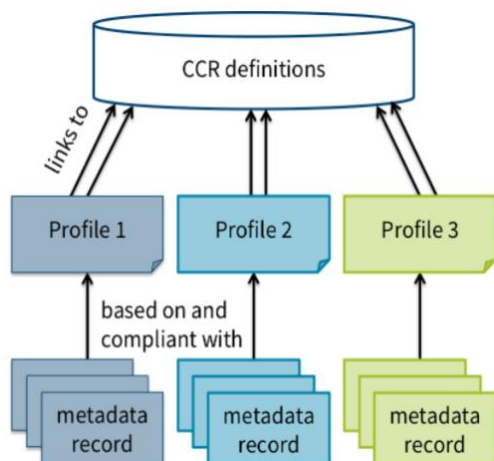 CCR definitions
links to
Profile 1
Profile 2
Profile 3
based on and
compliant with
metadata
record
metadata
record
metadata
record